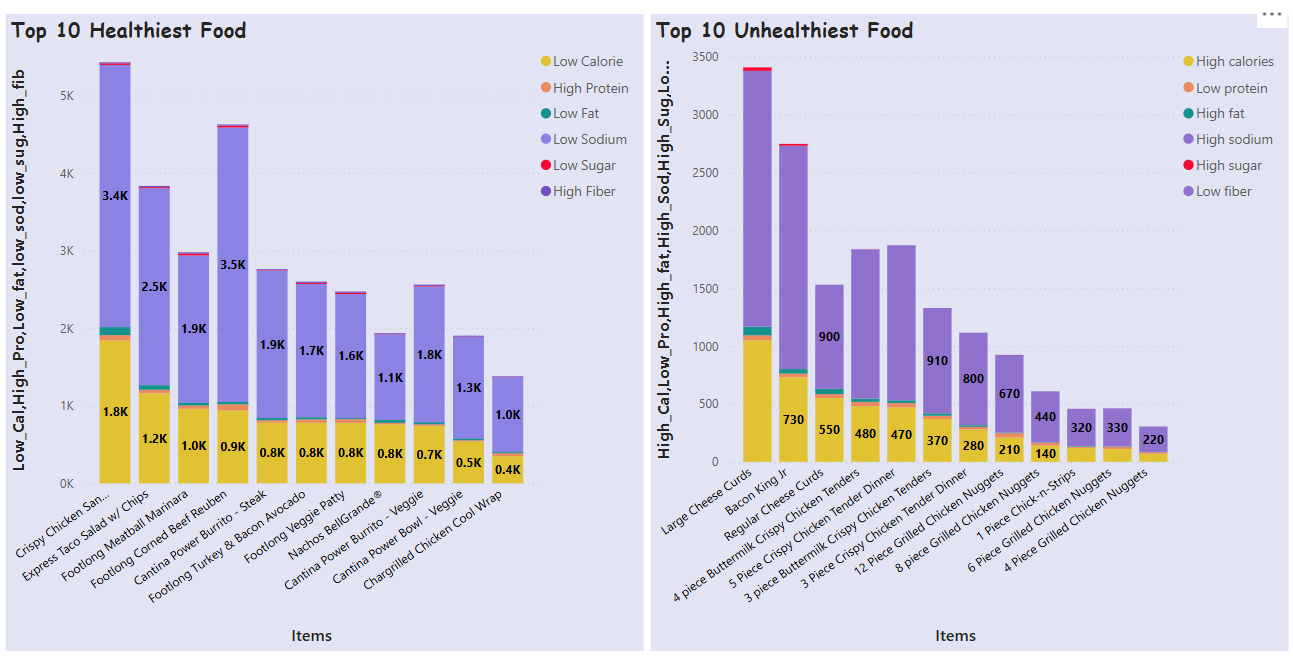 Top 10 Healthiest Food
Low_Cal,High_Pro,Low_fat,low_sod,low_sug,High_fib
5K
4K
3K
2K
1K
0K
3.4K
1.8K
2.5K
1.2K
1.9K
1.0K
3.5K
0.9K
1.9K
0.8K
1.7K
0.8K
1.6K
0.8K
1.1K
0.8K
1.8K
0.7K
1.3K
0.5K
1.0K
0.4K
Crispy Chicken San...
Express Taco Salad w/ Chips
Footlong Meatball Marinara
Footlong Corned Beef Reuben
Cantina Power Burrito - Steak
Footlong Turkey & Bacon Avocado
Footlong Veggie Patty
Nachos BellGrande®
Cantina Power Burrito - Veggie
Cantina Power Bowl - Veggie
Chargrilled Chicken Cool Wrap
Items
Low Calorie
High Protein
Low Fat
Low Sodium
Low Sugar
High Fiber
Top 10 Unhealthiest Food
High_Cal,Low_Pro,High_fat,High_Sod,High_Sug,Lo...
3500
3000
2500
2000
1500
1000
500
0
730
900
550
480
470
910
370
800
280
670
210
440
140
320
330
220
Large Cheese Curds
Bacon King Jr
Regular Cheese Curds
4 piece Buttermilk Crispy Chicken Tenders
5 Piece Crispy Chicken Tender Dinner
3 piece Buttermilk Crispy Chicken Tenders
3 Piece Crispy Chicken Tender Dinner
12 Piece Grilled Chicken Nuggets
8 piece Grilled Chicken Nuggets
1 Piece Chick-n-Strips
6 Piece Grilled Chicken Nuggets
4 Piece Grilled Chicken Nuggets
Items
High calories
Low protein
High fat
High sodium
High sugar
Low fiber